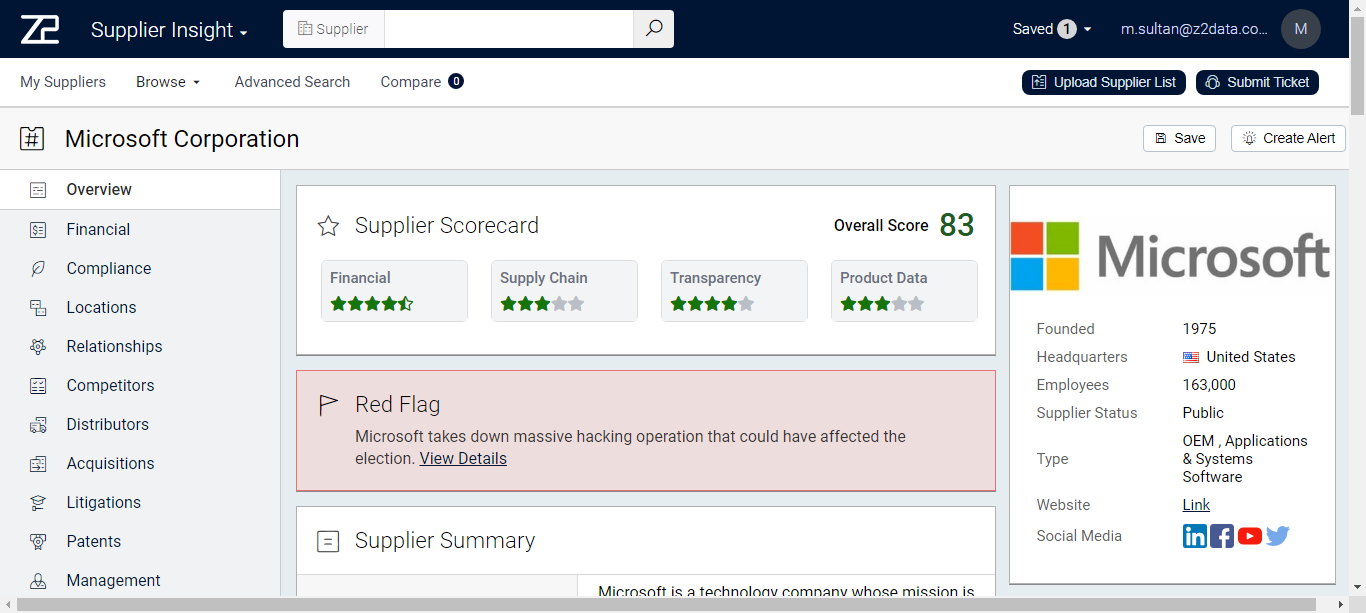 Z2 Supplier Insight Supplier Saved 1 m.sultan@z2data.co... M
My Suppliers Browse Advanced Search Compare 0 Upload Supplier List Submit Ticket
# Microsoft Corporation Save Create Alert
Overview
Financial
Compliance
Locations
Relationships
Competitors
Distributors
Acquisitions
Litigations
Patents
Management
Supplier Scorecard Overall Score 83
Financial Supply Chain Transparency Product Data
Red Flag
Microsoft takes down massive hacking operation that could have affected the
election. View Details
Supplier Summary
Microsoft is a technology company whose mission is
Microsoft
Founded 1975
Headquarters United States
Employees 163,000
Supplier Status Public
Type OEM , Applications
& Systems
Software
Website Link
Social Media in f